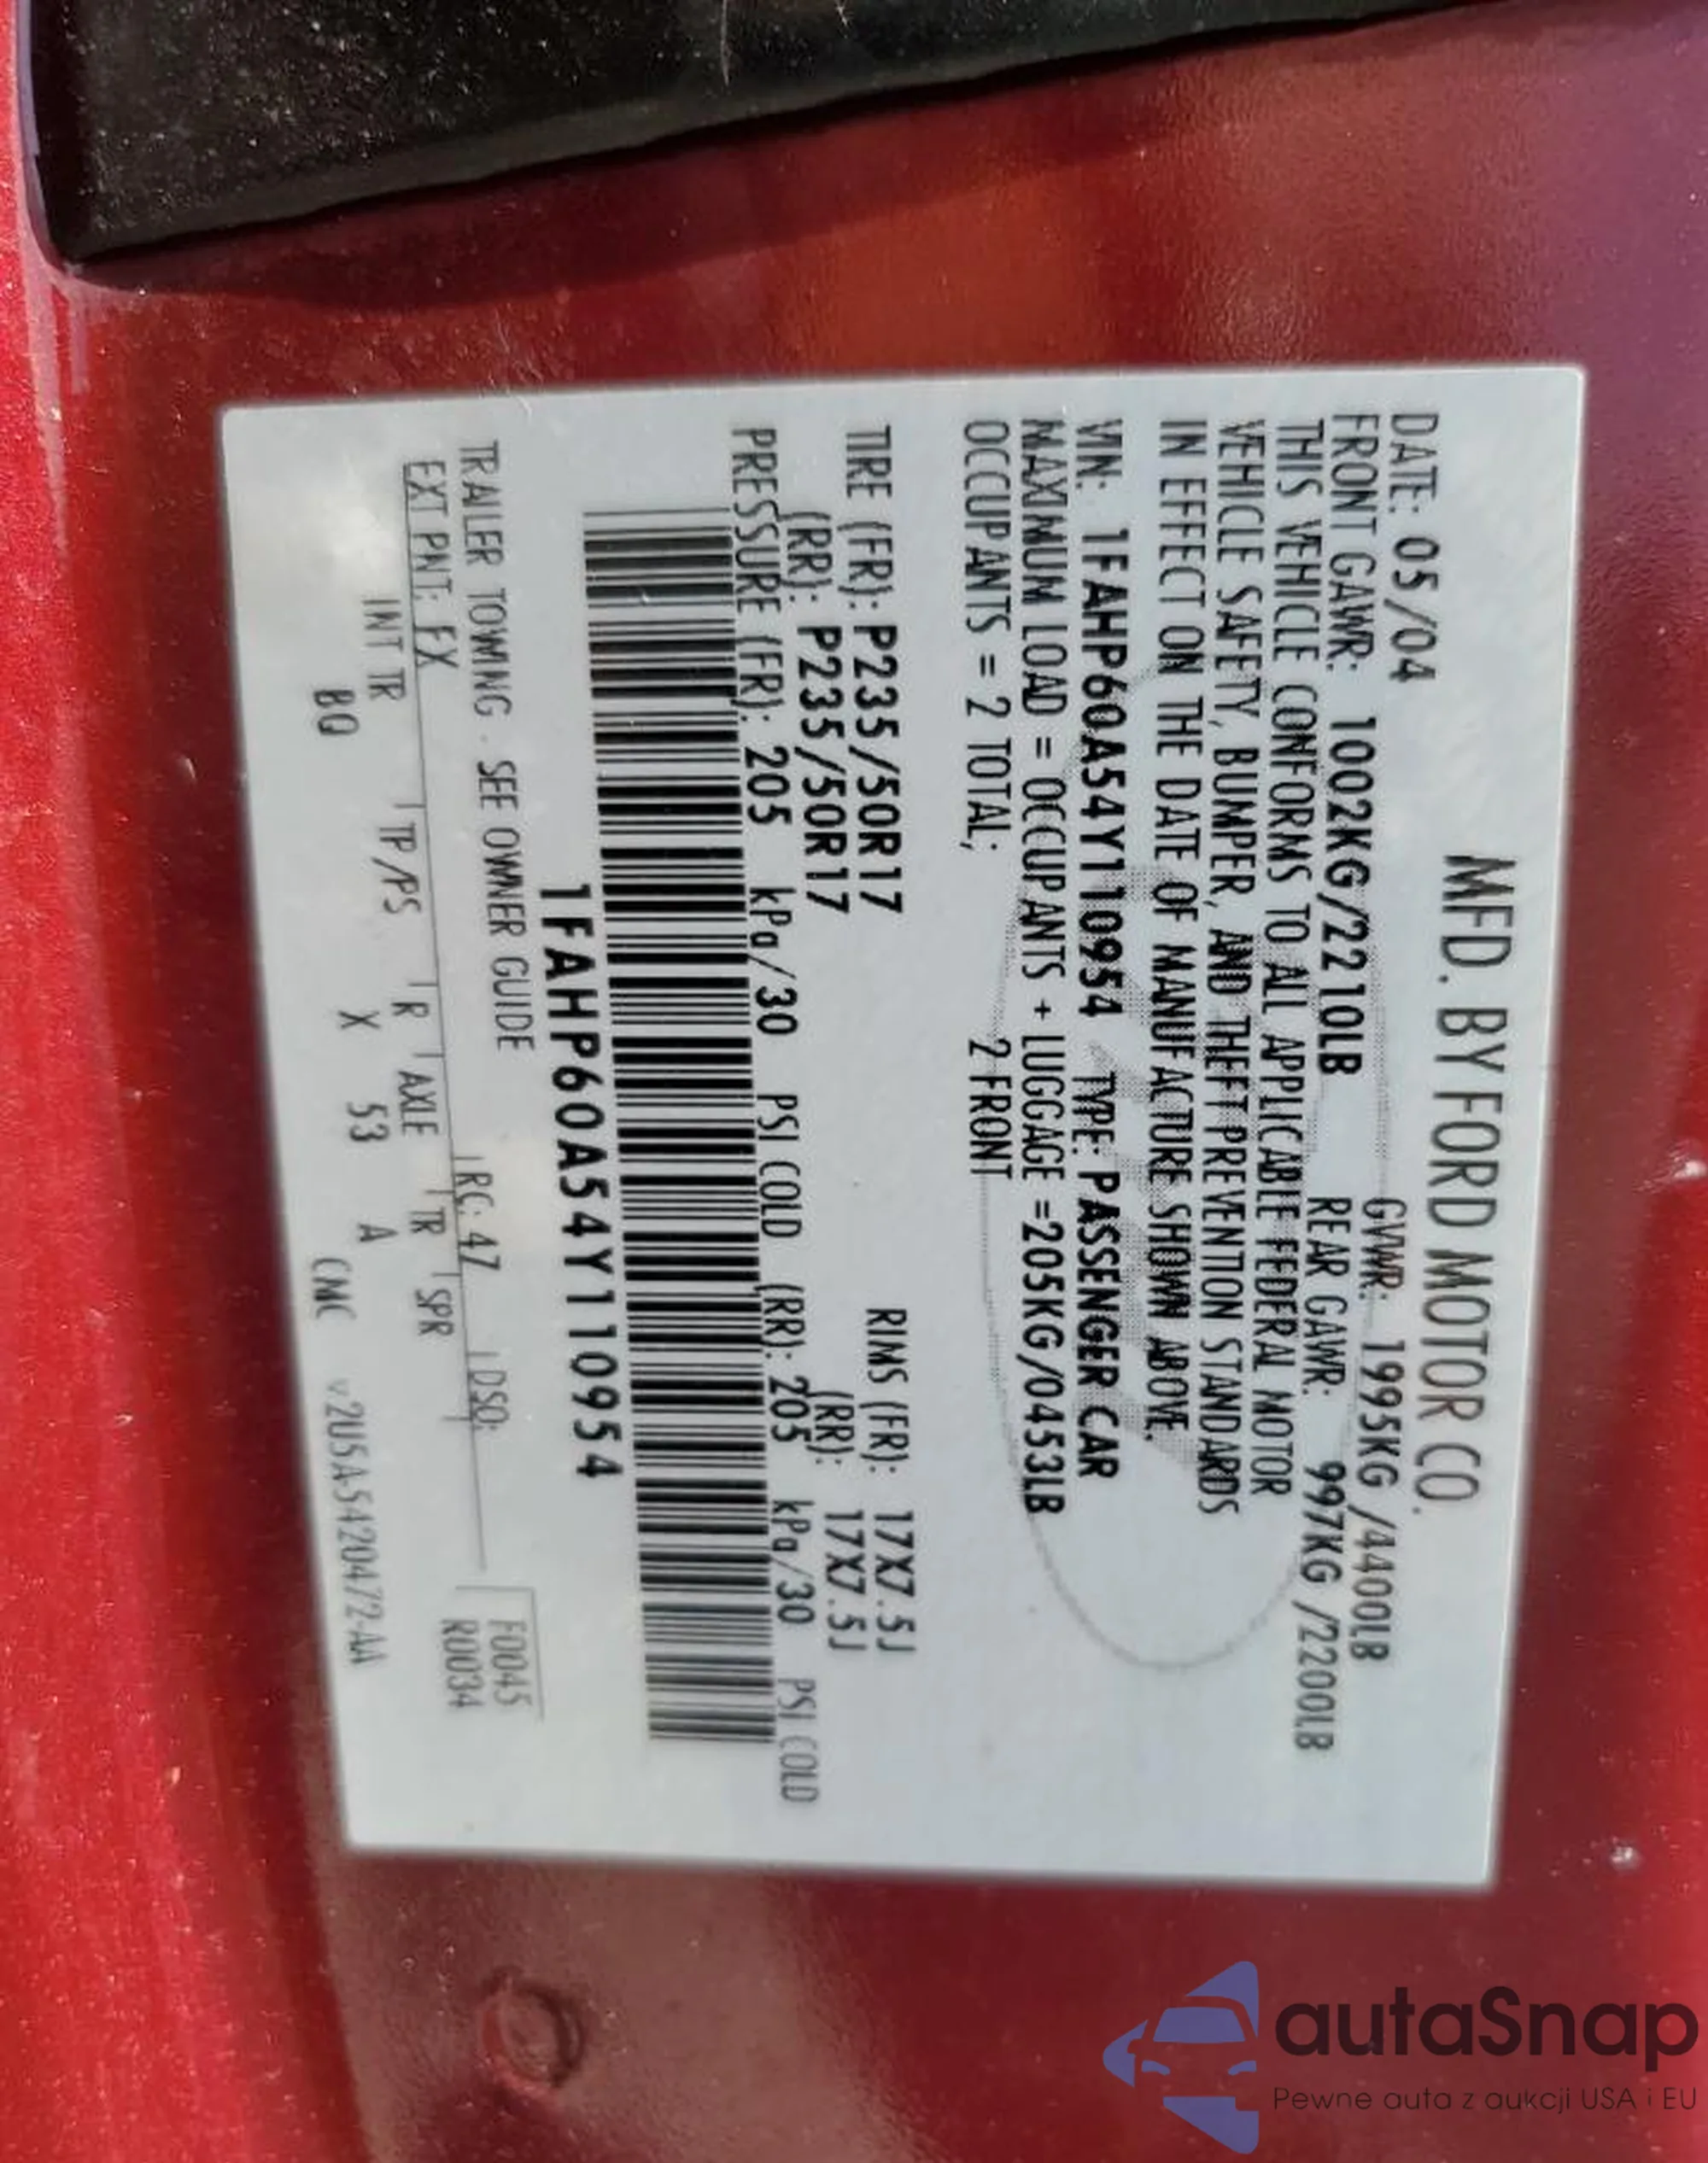 MFD. BY FORD MOTOR CO.
DATE: 05/04 GVWR: 1995KG /4400LB
FRONT GAWR: 1002KG/2210LB REAR GAWR: 997KG /2200LB
THIS VEHICLE CONFORMS TO ALL APPLICABLE FEDERAL MOTOR
VEHICLE SAFETY, BUMPER, AND THEFT PREVENTION STANDARDS
IN EFFECT ON THE DATE OF MANUFACTURE SHOWN ABOVE.
VIN: 1FAHP60A54Y110954 TYPE: PASSENGER CAR
MAXIMUM LOAD = OCCUPANTS + LUGGAGE =205KG/0453LB
OCCUPANTS = 2 TOTAL; 2 FRONT
TIRE (FR): P235/50R17 RIMS (FR): 17X7.5J
(RR): P235/50R17 (RR): 17X7.5J
PRESSURE (FR): 205 kPa/30 PSI COLD (RR): 205 kPa/30 PSI COLD
1FAHP60A54Y110954
TRAILER TOWING - SEE OWNER GUIDE
F0045
R0034
EXT PNT: FX RC: 47 DSO:
INT TR TP/PS R AXLE TR SPR
BQ X 53 A
CMC v2U5A-5420472-AA
autaSnap
Pewne auta z aukcji USA i EU